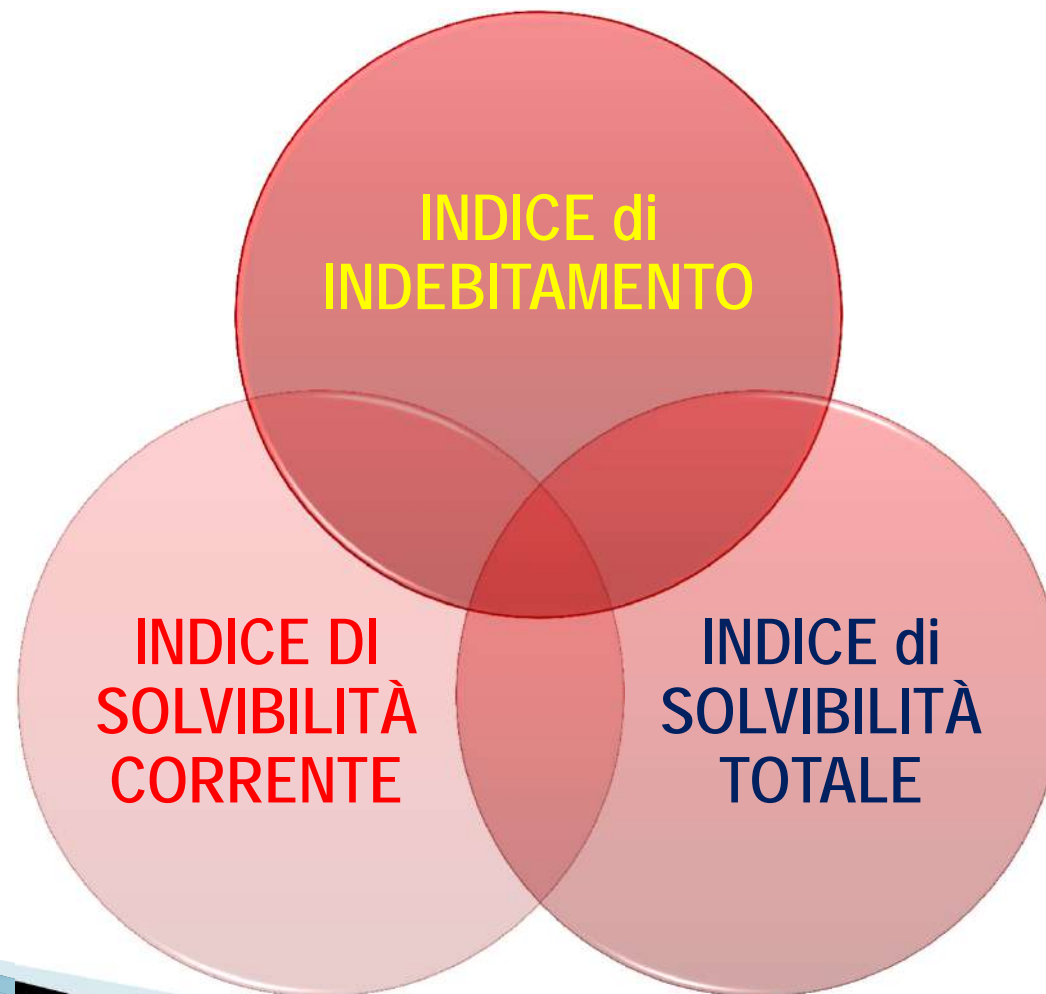 INDICE di
INDEBITAMENTO
INDICE DI
SOLVIBILITÀ
CORRENTE
INDICE di
SOLVIBILITÀ
TOTALE